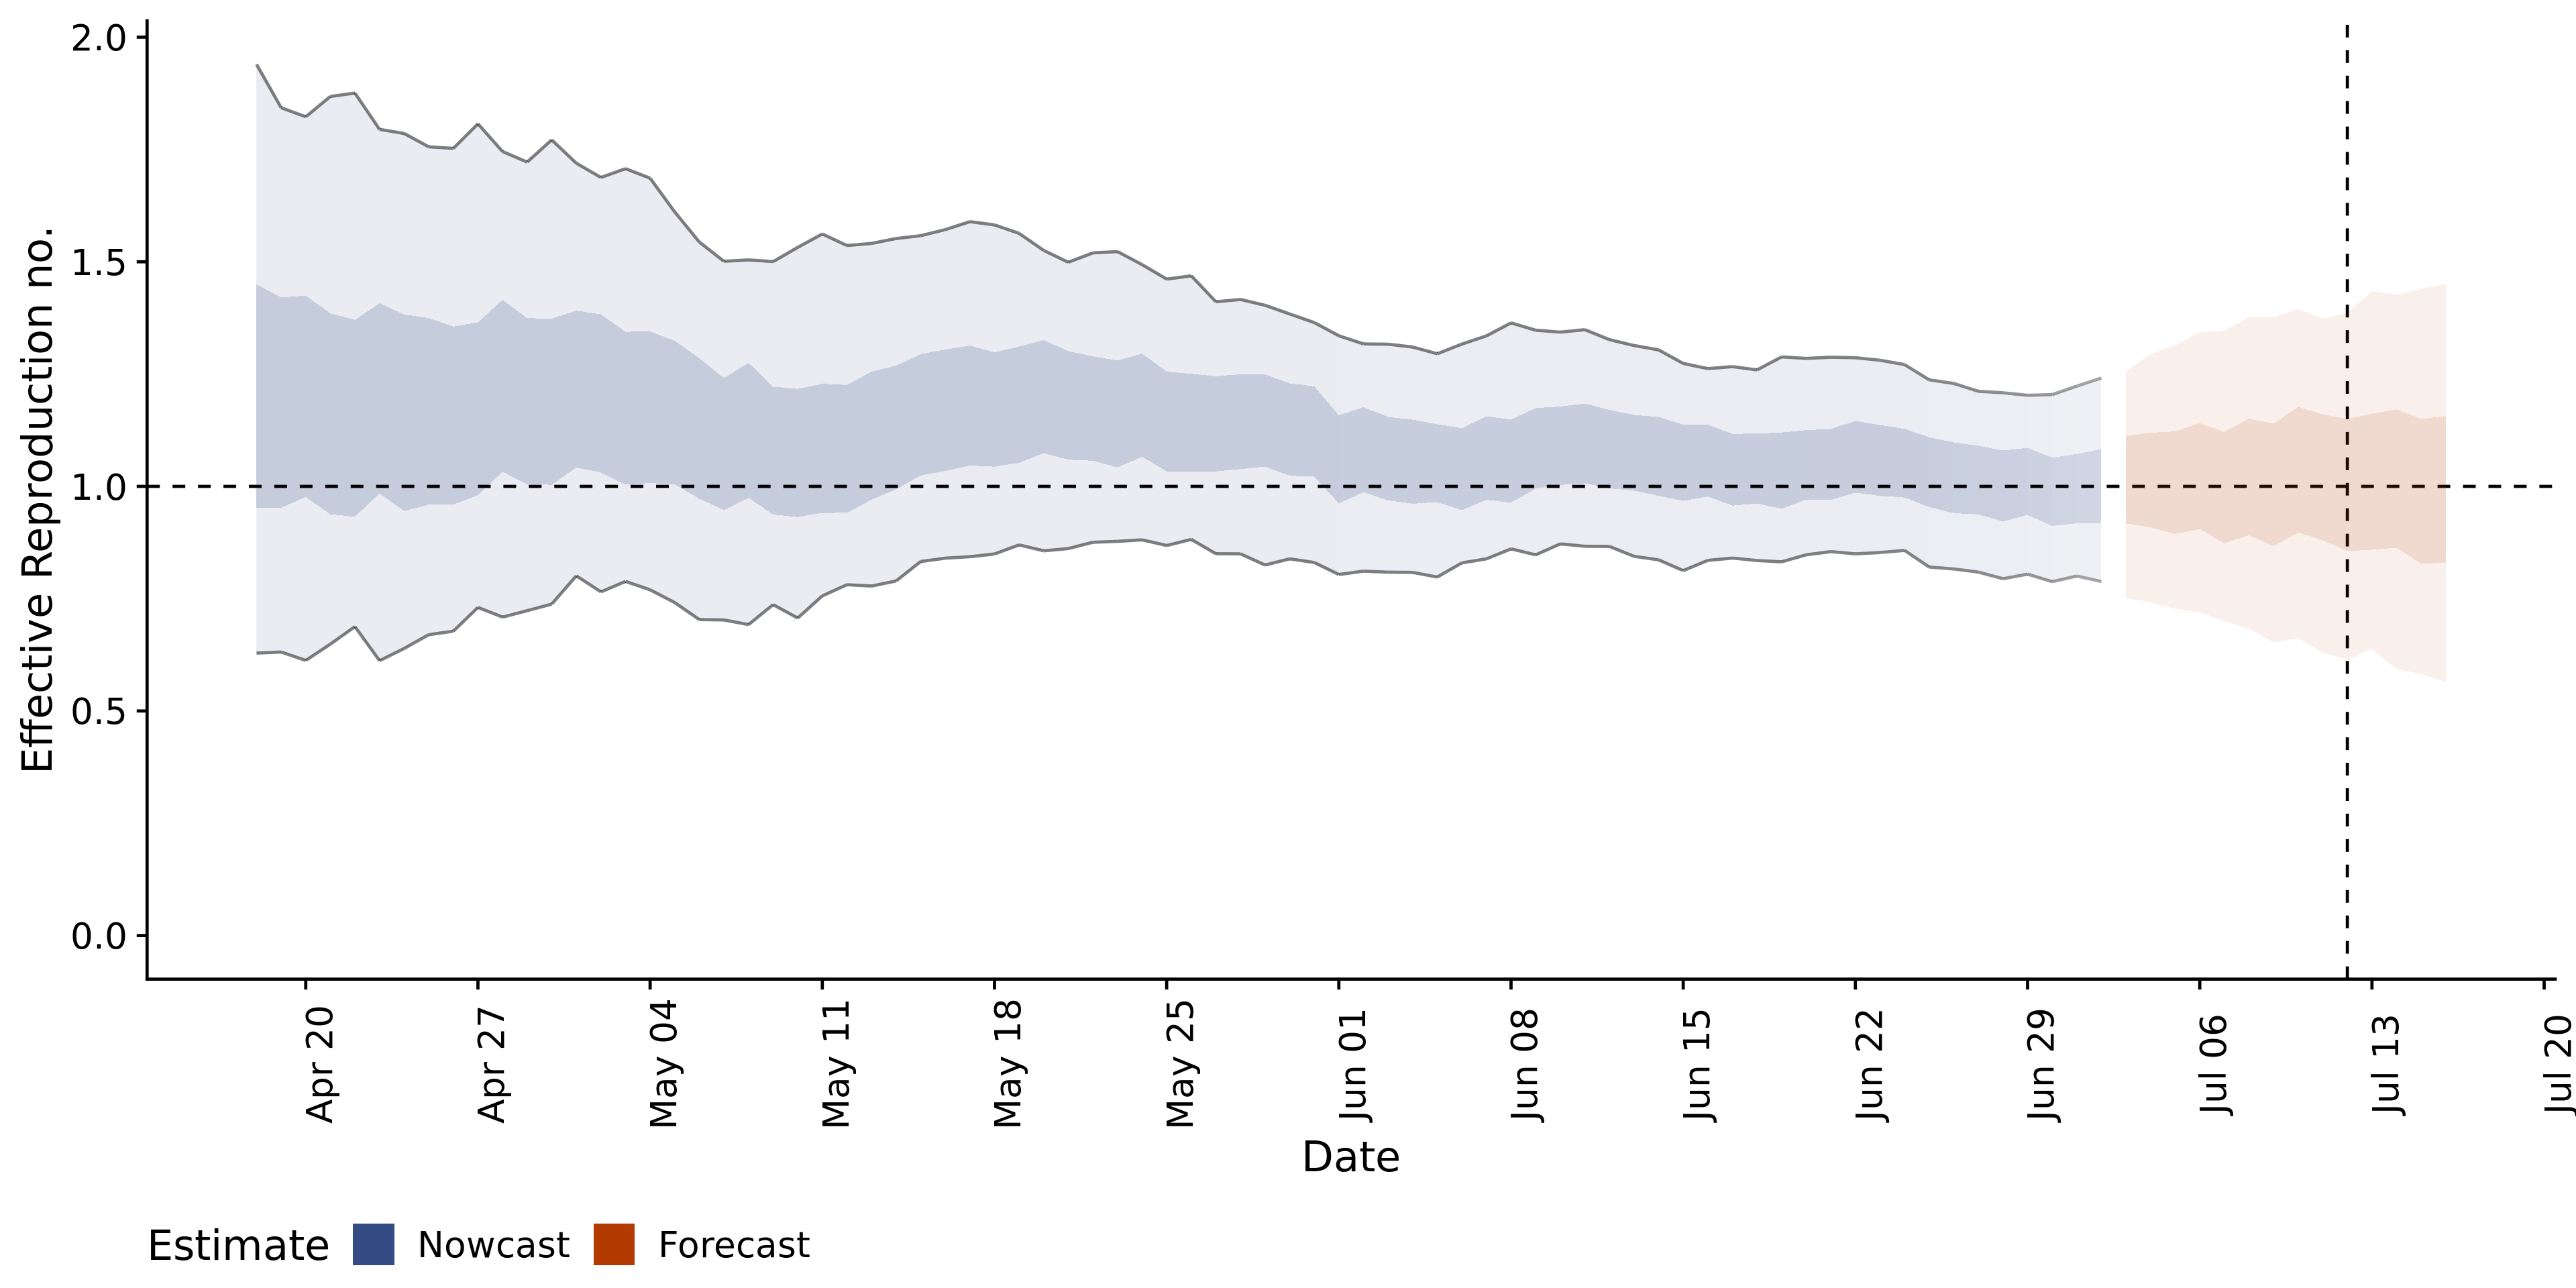 Effective Reproduction no.
2.0
1.5
1.0
0.5
0.0
Apr 20
Apr 27
May 04
May 11
May 18
May 25
Jun 01
Jun 08
Jun 15
Jun 22
Jun 29
Jul 06
Jul 13
Jul 20
Date
Estimate Nowcast Forecast